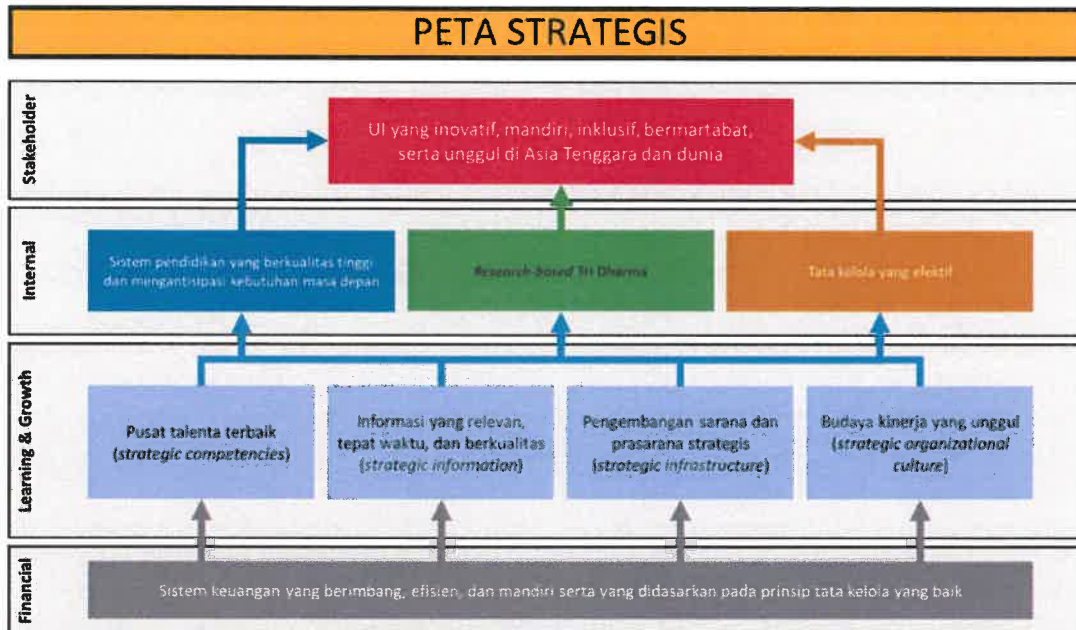 PETA STRATEGIS
Stakeholder
UI yang inovatif, mandiri, inklusif, bermartabat,
serta unggul di Asia Tenggara dan dunia
Internal
Sistem pendidikan yang berkualitas tinggi
dan mengantisipasi kebutuhan masa depan
Research-based Tri Dharma
Tata kelola yang efektif
Learning & Growth
Pusat talenta terbaik
(strategic competencies)
Informasi yang relevan,
tepat waktu, dan berkualitas
(strategic information)
Pengembangan sarana dan
prasarana strategis
(strategic infrastructure)
Budaya kinerja yang unggul
(strategic organizational
culture)
Financial
Sistem keuangan yang berimbang, efisien, dan mandiri serta yang didasarkan pada prinsip tata kelola yang baik